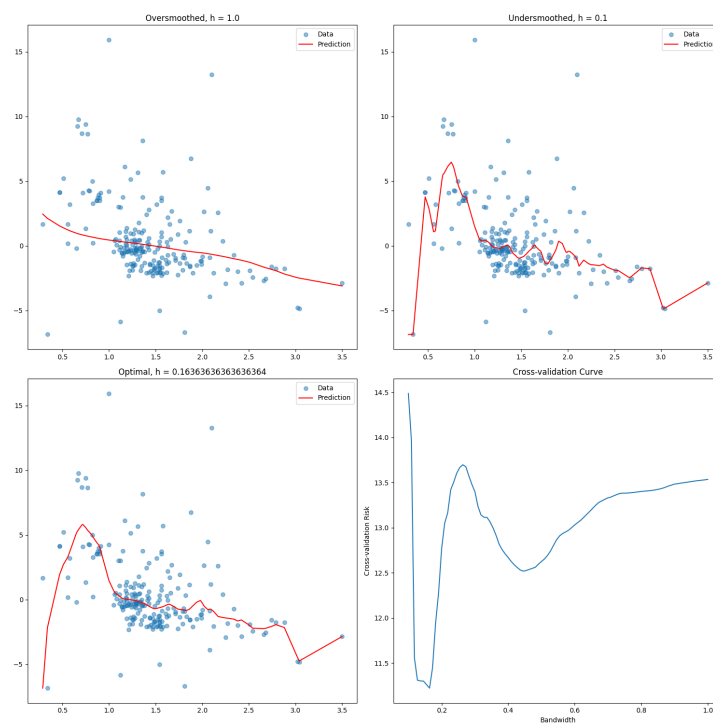 Oversmoothed, h = 1.0
Data
Prediction
15
10
5
0
−5
0.5 1.0 1.5 2.0 2.5 3.0 3.5
Undersmoothed, h = 0.1
Data
Prediction
15
10
5
0
−5
0.5 1.0 1.5 2.0 2.5 3.0 3.5
Optimal, h = 0.16363636363636364
Data
Prediction
15
10
5
0
−5
0.5 1.0 1.5 2.0 2.5 3.0 3.5
Cross-validation Curve
Cross-validation Risk
14.5
14.0
13.5
13.0
12.5
12.0
11.5
0.2 0.4 0.6 0.8 1.0
Bandwidth